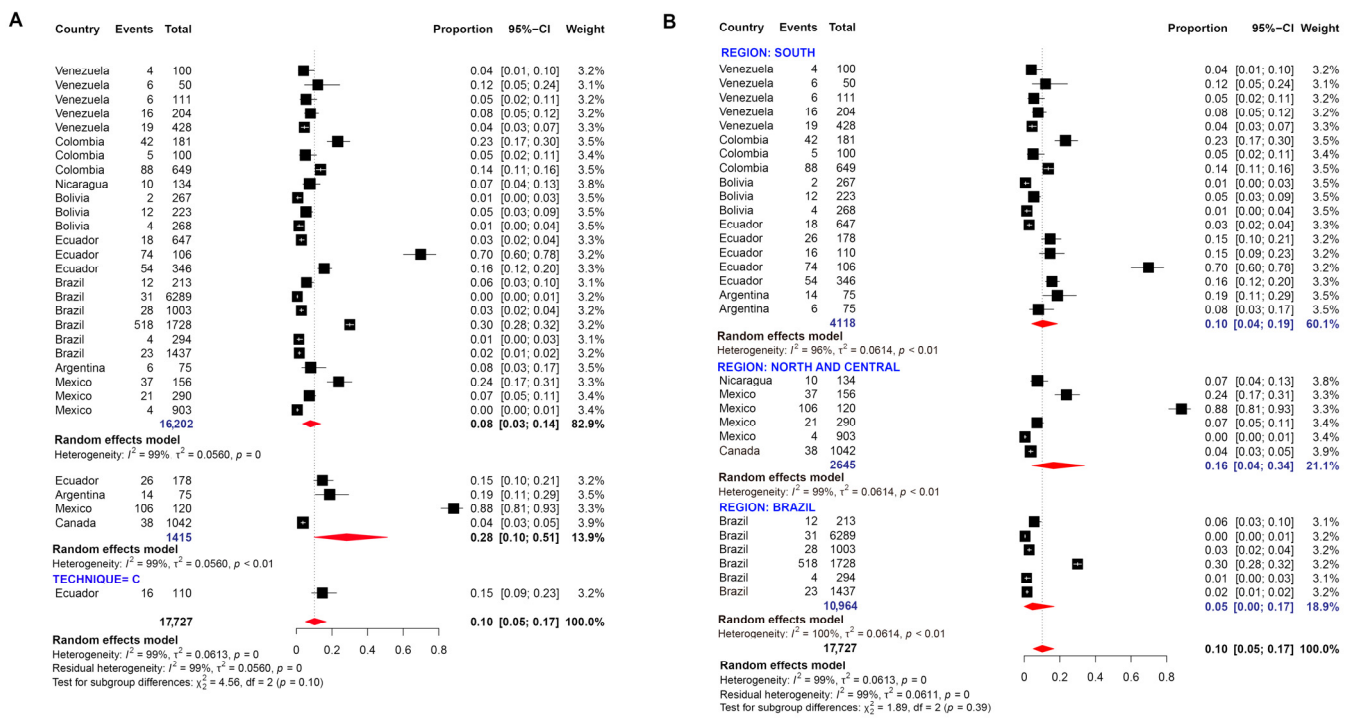 A
Country Events Total Proportion 95%−CI Weight
Venezuela 4 100 0.04 [0.01; 0.10] 3.2%
Venezuela 6 50 0.12 [0.05; 0.24] 3.1%
Venezuela 6 111 0.05 [0.02; 0.11] 3.2%
Venezuela 16 204 0.08 [0.05; 0.12] 3.2%
Venezuela 19 428 0.04 [0.03; 0.07] 3.2%
Colombia 42 181 0.23 [0.17; 0.30] 3.5%
Colombia 5 100 0.05 [0.02; 0.11] 3.4%
Colombia 88 649 0.14 [0.11; 0.16] 3.5%
Nicaragua 10 134 0.07 [0.04; 0.13] 3.8%
Bolivia 2 267 0.01 [0.00; 0.03] 3.5%
Bolivia 12 223 0.05 [0.03; 0.09] 3.5%
Bolivia 4 268 0.01 [0.00; 0.04] 3.5%
Ecuador 18 647 0.03 [0.02; 0.04] 3.3%
Ecuador 74 106 0.70 [0.60; 0.78] 3.2%
Ecuador 54 346 0.16 [0.12; 0.20] 3.3%
Brazil 12 213 0.06 [0.03; 0.10] 3.1%
Brazil 31 6289 0.00 [0.00; 0.01] 3.2%
Brazil 28 1003 0.03 [0.02; 0.04] 3.2%
Brazil 518 1728 0.30 [0.28; 0.32] 3.2%
Brazil 4 294 0.01 [0.00; 0.03] 3.2%
Brazil 23 1437 0.02 [0.01; 0.02] 3.2%
Argentina 6 75 0.08 [0.03; 0.17] 3.5%
Mexico 37 156 0.24 [0.17; 0.31] 3.3%
Mexico 21 290 0.07 [0.05; 0.11] 3.2%
Mexico 4 903 0.00 [0.00; 0.01] 3.4%
16,202 0.08 [0.03; 0.14] 82.9%
Random effects model
Heterogeneity: I² = 99% τ² = 0.0560, p = 0
Ecuador 26 178 0.15 [0.10; 0.21] 3.2%
Argentina 14 75 0.19 [0.11; 0.29] 3.5%
Mexico 106 120 0.88 [0.81; 0.93] 3.3%
Canada 38 1042 0.04 [0.03; 0.05] 3.9%
1415 0.28 [0.10; 0.51] 13.9%
Random effects model
Heterogeneity: I² = 99%, τ² = 0.0560, p < 0.01
TECHNIQUE= C
Ecuador 16 110 0.15 [0.09; 0.23] 3.2%
17,727 0.10 [0.05; 0.17] 100.0%
Random effects model
Heterogeneity: I² = 99%, τ² = 0.0613, p = 0
Residual heterogeneity: I² = 99%, τ² = 0.0560, p = 0
Test for subgroup differences: χ²₂ = 4.56, df = 2 (p = 0.10)
0 0.2 0.4 0.6 0.8
B
Country Events Total Proportion 95%−CI Weight
REGION: SOUTH
Venezuela 4 100 0.04 [0.01; 0.10] 3.2%
Venezuela 6 50 0.12 [0.05; 0.24] 3.1%
Venezuela 6 111 0.05 [0.02; 0.11] 3.2%
Venezuela 16 204 0.08 [0.05; 0.12] 3.2%
Venezuela 19 428 0.04 [0.03; 0.07] 3.3%
Colombia 42 181 0.23 [0.17; 0.30] 3.5%
Colombia 5 100 0.05 [0.02; 0.11] 3.4%
Colombia 88 649 0.14 [0.11; 0.16] 3.5%
Bolivia 2 267 0.01 [0.00; 0.03] 3.5%
Bolivia 12 223 0.05 [0.03; 0.09] 3.5%
Bolivia 4 268 0.01 [0.00; 0.04] 3.5%
Ecuador 18 647 0.03 [0.02; 0.04] 3.3%
Ecuador 26 178 0.15 [0.10; 0.21] 3.2%
Ecuador 16 110 0.15 [0.09; 0.23] 3.2%
Ecuador 74 106 0.70 [0.60; 0.78] 3.2%
Ecuador 54 346 0.16 [0.12; 0.20] 3.3%
Argentina 14 75 0.19 [0.11; 0.29] 3.5%
Argentina 6 75 0.08 [0.03; 0.17] 3.5%
4118 0.10 [0.04; 0.19] 60.1%
Random effects model
Heterogeneity: I² = 96%, τ² = 0.0614, p < 0.01
REGION: NORTH AND CENTRAL
Nicaragua 10 134 0.07 [0.04; 0.13] 3.8%
Mexico 37 156 0.24 [0.17; 0.31] 3.3%
Mexico 106 120 0.88 [0.81; 0.93] 3.3%
Mexico 21 290 0.07 [0.05; 0.11] 3.2%
Mexico 4 903 0.00 [0.00; 0.01] 3.4%
Canada 38 1042 0.04 [0.03; 0.05] 3.9%
2645 0.16 [0.04; 0.34] 21.1%
Random effects model
Heterogeneity: I² = 99%, τ² = 0.0614, p < 0.01
REGION: BRAZIL
Brazil 12 213 0.06 [0.03; 0.10] 3.1%
Brazil 31 6289 0.00 [0.00; 0.01] 3.2%
Brazil 28 1003 0.03 [0.02; 0.04] 3.2%
Brazil 518 1728 0.30 [0.28; 0.32] 3.2%
Brazil 4 294 0.01 [0.00; 0.03] 3.1%
Brazil 23 1437 0.02 [0.01; 0.02] 3.2%
10,964 0.05 [0.00; 0.17] 18.9%
Random effects model
Heterogeneity: I² = 100%, τ² = 0.0614, p < 0.01
17,727 0.10 [0.05; 0.17] 100.0%
Random effects model
Heterogeneity: I² = 99%, τ² = 0.0613, p = 0
Residual heterogeneity: I² = 99%, τ² = 0.0611, p = 0
Test for subgroup differences: χ²₂ = 1.89, df = 2 (p = 0.39)
0 0.2 0.4 0.6 0.8